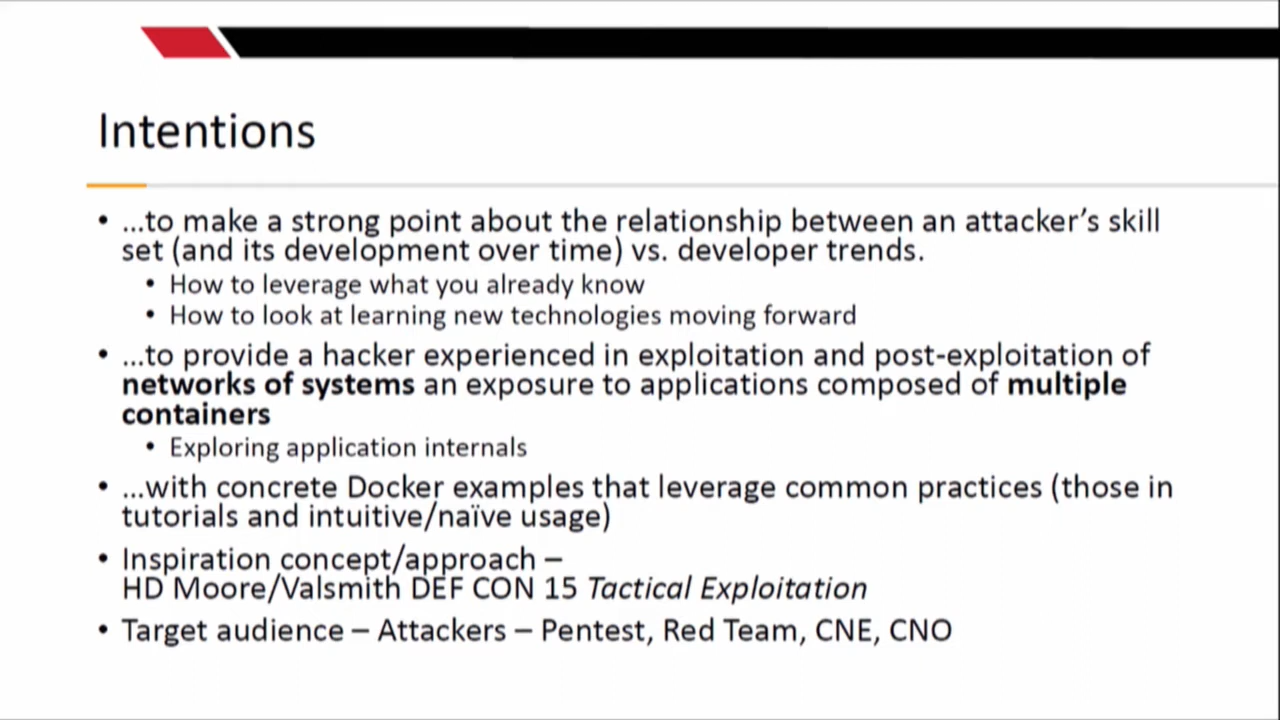 Intentions
• ...to make a strong point about the relationship between an attacker's skill
set (and its development over time) vs. developer trends.
• How to leverage what you already know
• How to look at learning new technologies moving forward
• ...to provide a hacker experienced in exploitation and post-exploitation of
networks of systems an exposure to applications composed of multiple
containers
• Exploring application internals
• ...with concrete Docker examples that leverage common practices (those in
tutorials and intuitive/naïve usage)
• Inspiration concept/approach –
HD Moore/Valsmith DEF CON 15 Tactical Exploitation
• Target audience – Attackers – Pentest, Red Team, CNE, CNO